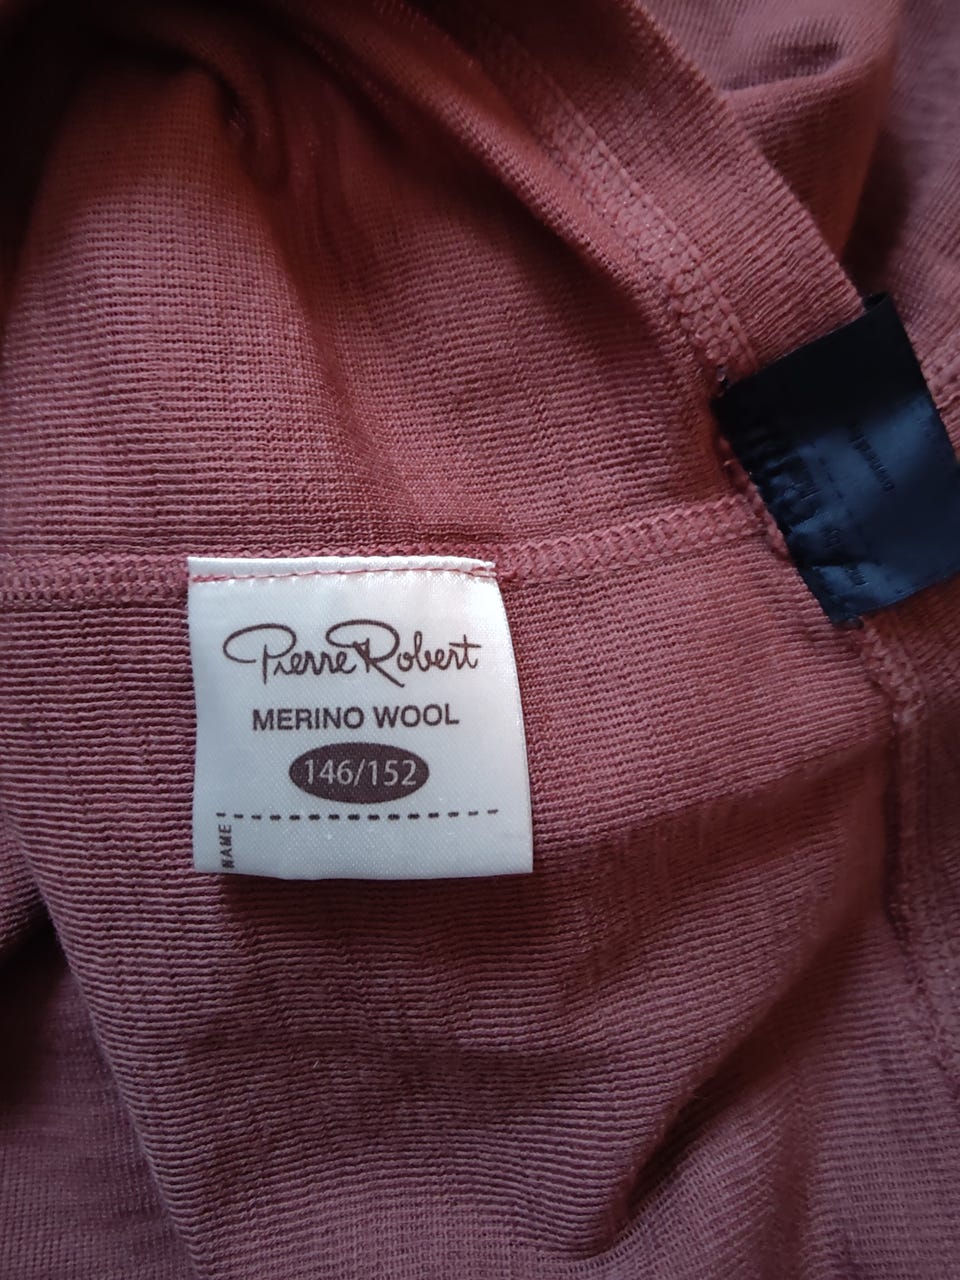 Pierre Robert
MERINO WOOL
146/152
NAME